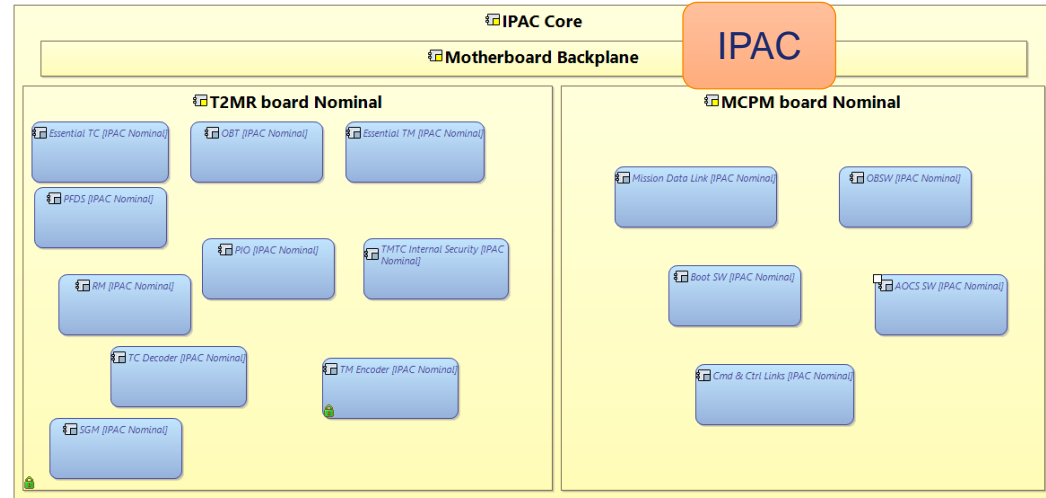 IPAC Core
IPAC
Motherboard Backplane
T2MR board Nominal
Essential TC [IPAC Nominal]
OBT [IPAC Nominal]
Essential TM [IPAC Nominal]
PFDS [IPAC Nominal]
PIO [IPAC Nominal]
TMTC Internal Security [IPAC
Nominal]
RM [IPAC Nominal]
TC Decoder [IPAC Nominal]
TM Encoder [IPAC Nominal]
SGM [IPAC Nominal]
MCPM board Nominal
Mission Data Link [IPAC Nominal]
OBSW [IPAC Nominal]
Boot SW [IPAC Nominal]
AOCS SW [IPAC Nominal]
Cmd & Ctrl Links [IPAC Nominal]